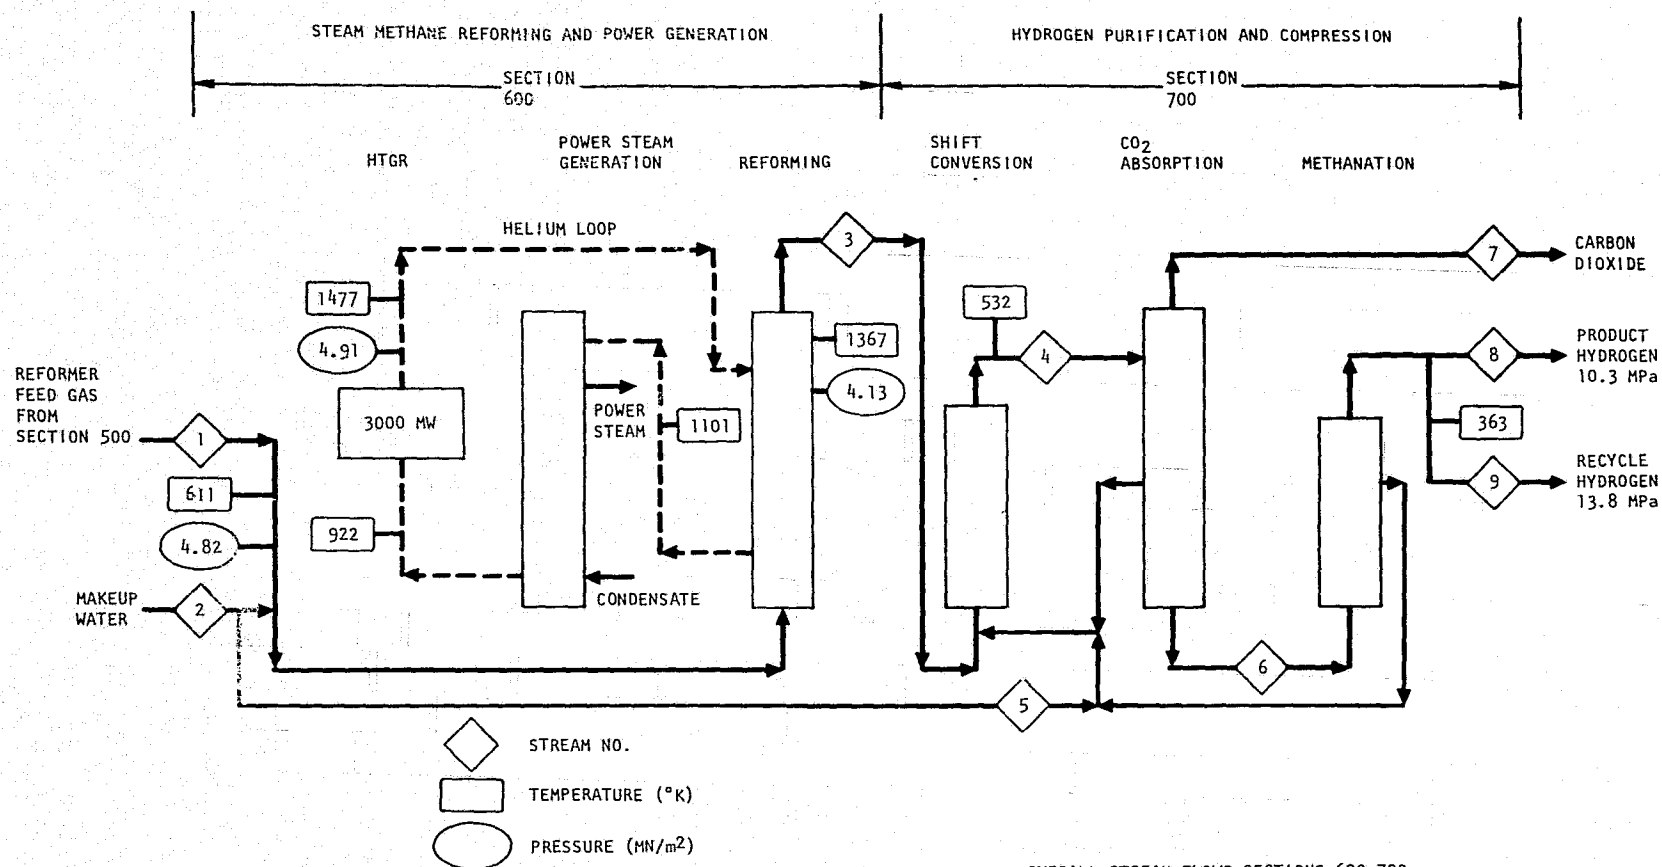 STEAM METHANE REFORMING AND POWER GENERATION
HYDROGEN PURIFICATION AND COMPRESSION
SECTION
600
SECTION
700
HTGR
POWER STEAM
GENERATION
REFORMING
SHIFT
CONVERSION
CO2
ABSORPTION
METHANATION
HELIUM LOOP
3
7
CARBON
DIOXIDE
1477
532
4.91
1367
4
8
PRODUCT
HYDROGEN
10.3 MPa
REFORMER
FEED GAS
FROM
SECTION 500
4.13
3000 MW
POWER
STEAM
1101
363
1
611
9
RECYCLE
HYDROGEN
13.8 MPa
922
4.82
MAKEUP
WATER
2
CONDENSATE
6
5
STREAM NO.
TEMPERATURE (°K)
PRESSURE (MN/m2)